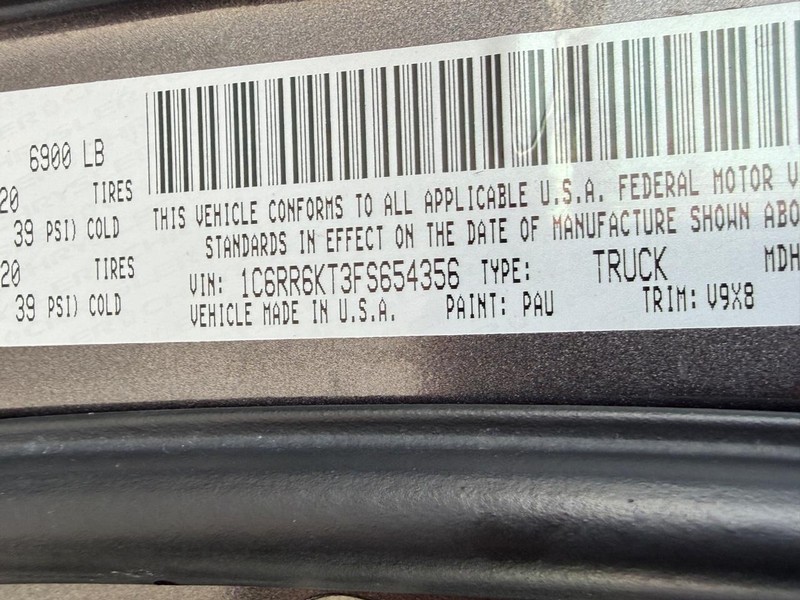 6900 LB
20 TIRES
39 PSI) COLD
20 TIRES
39 PSI) COLD
THIS VEHICLE CONFORMS TO ALL APPLICABLE U.S.A. FEDERAL MOTOR V
STANDARDS IN EFFECT ON THE DATE OF MANUFACTURE SHOWN ABO
VIN: 1C6RR6KT3FS654356 TYPE: TRUCK MDH
VEHICLE MADE IN U.S.A. PAINT: PAU TRIM: V9X8